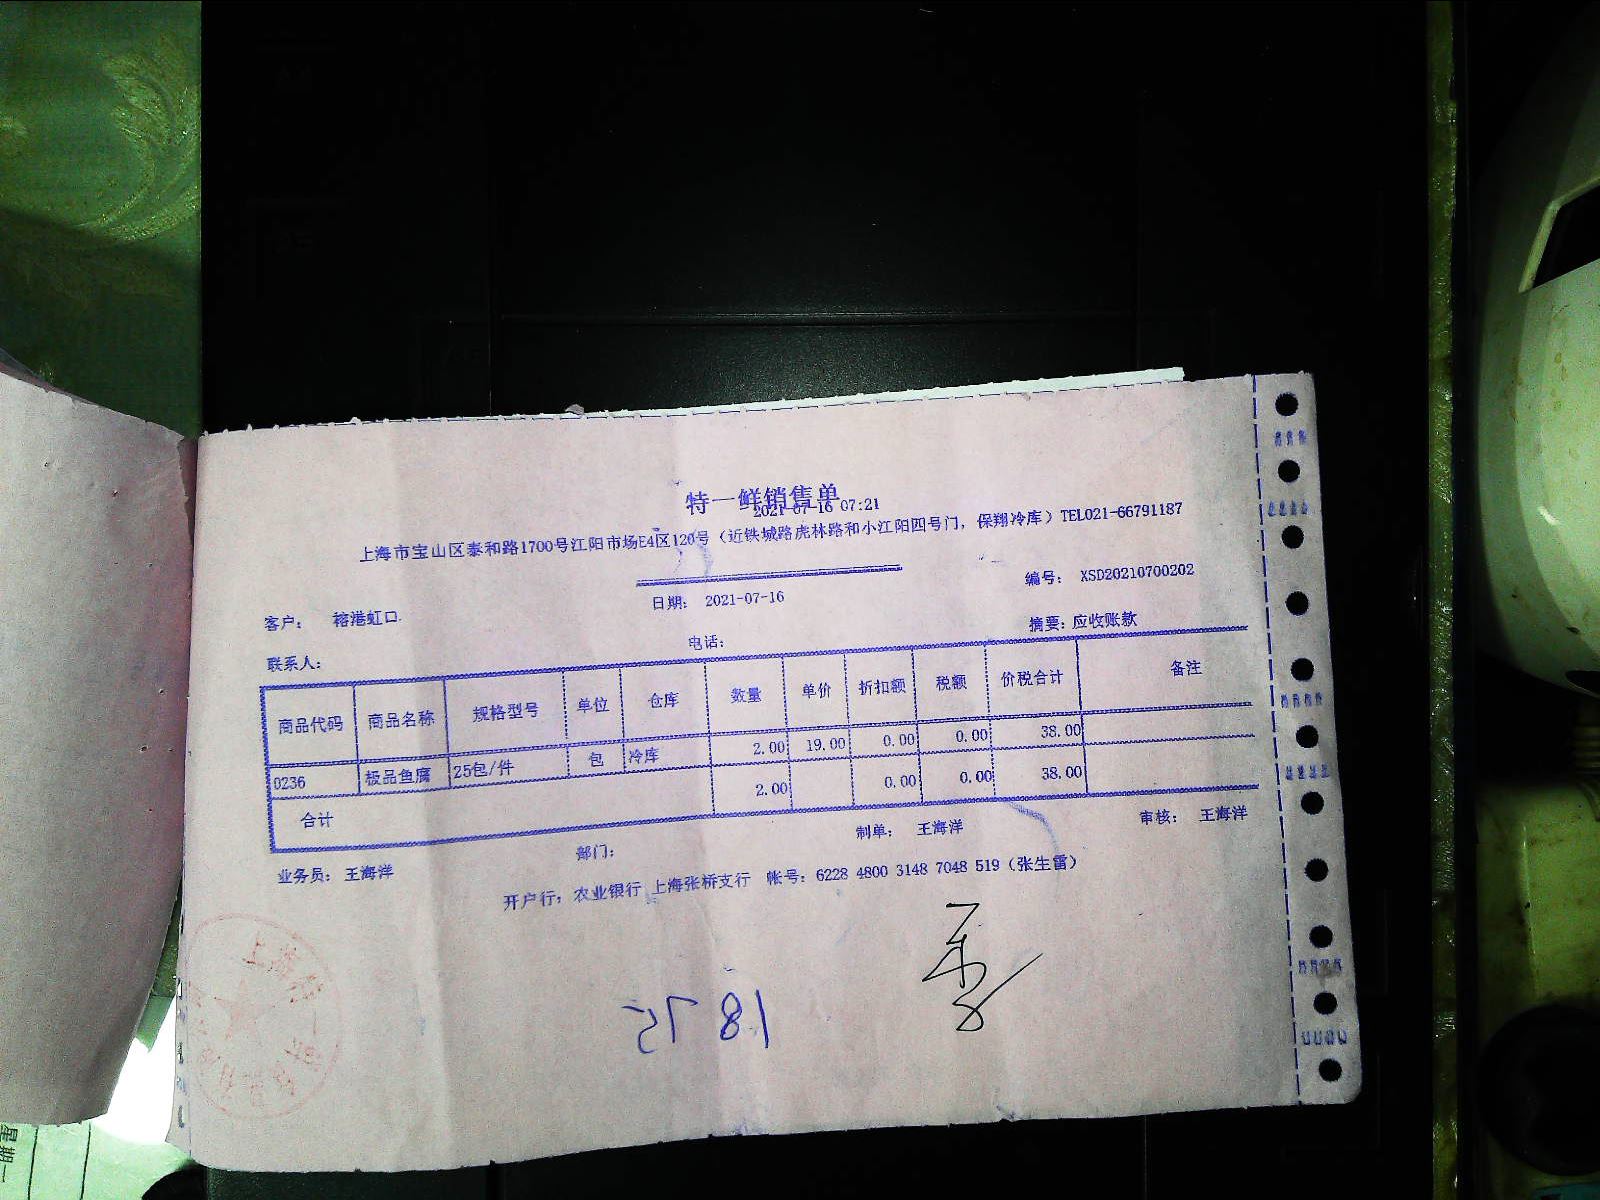 特一鲜销售单
2021-07-16 07:21
上海市宝山区泰和路1700号江阳市场E4区120号（近铁城路虎林路和小江阳四号门，保翔冷库）TEL021-66791187
客户： 榕港虹口. 日期： 2021-07-16 编号： XSD20210700202
联系人： 电话： 摘要：应收账款
商品代码 商品名称 规格型号 单位 仓库 数量 单价 折扣额 税额 价税合计 备注
0236 极品鱼腐 25包/件 包 冷库 2.00 19.00 0.00 0.00 38.00
合计 2.00 0.00 0.00 38.00
业务员： 王海洋 部门： 制单： 王海洋 审核： 王海洋
开户行：农业银行 上海张桥支行 帐号：6228 4800 3148 7048 519（张生雷）